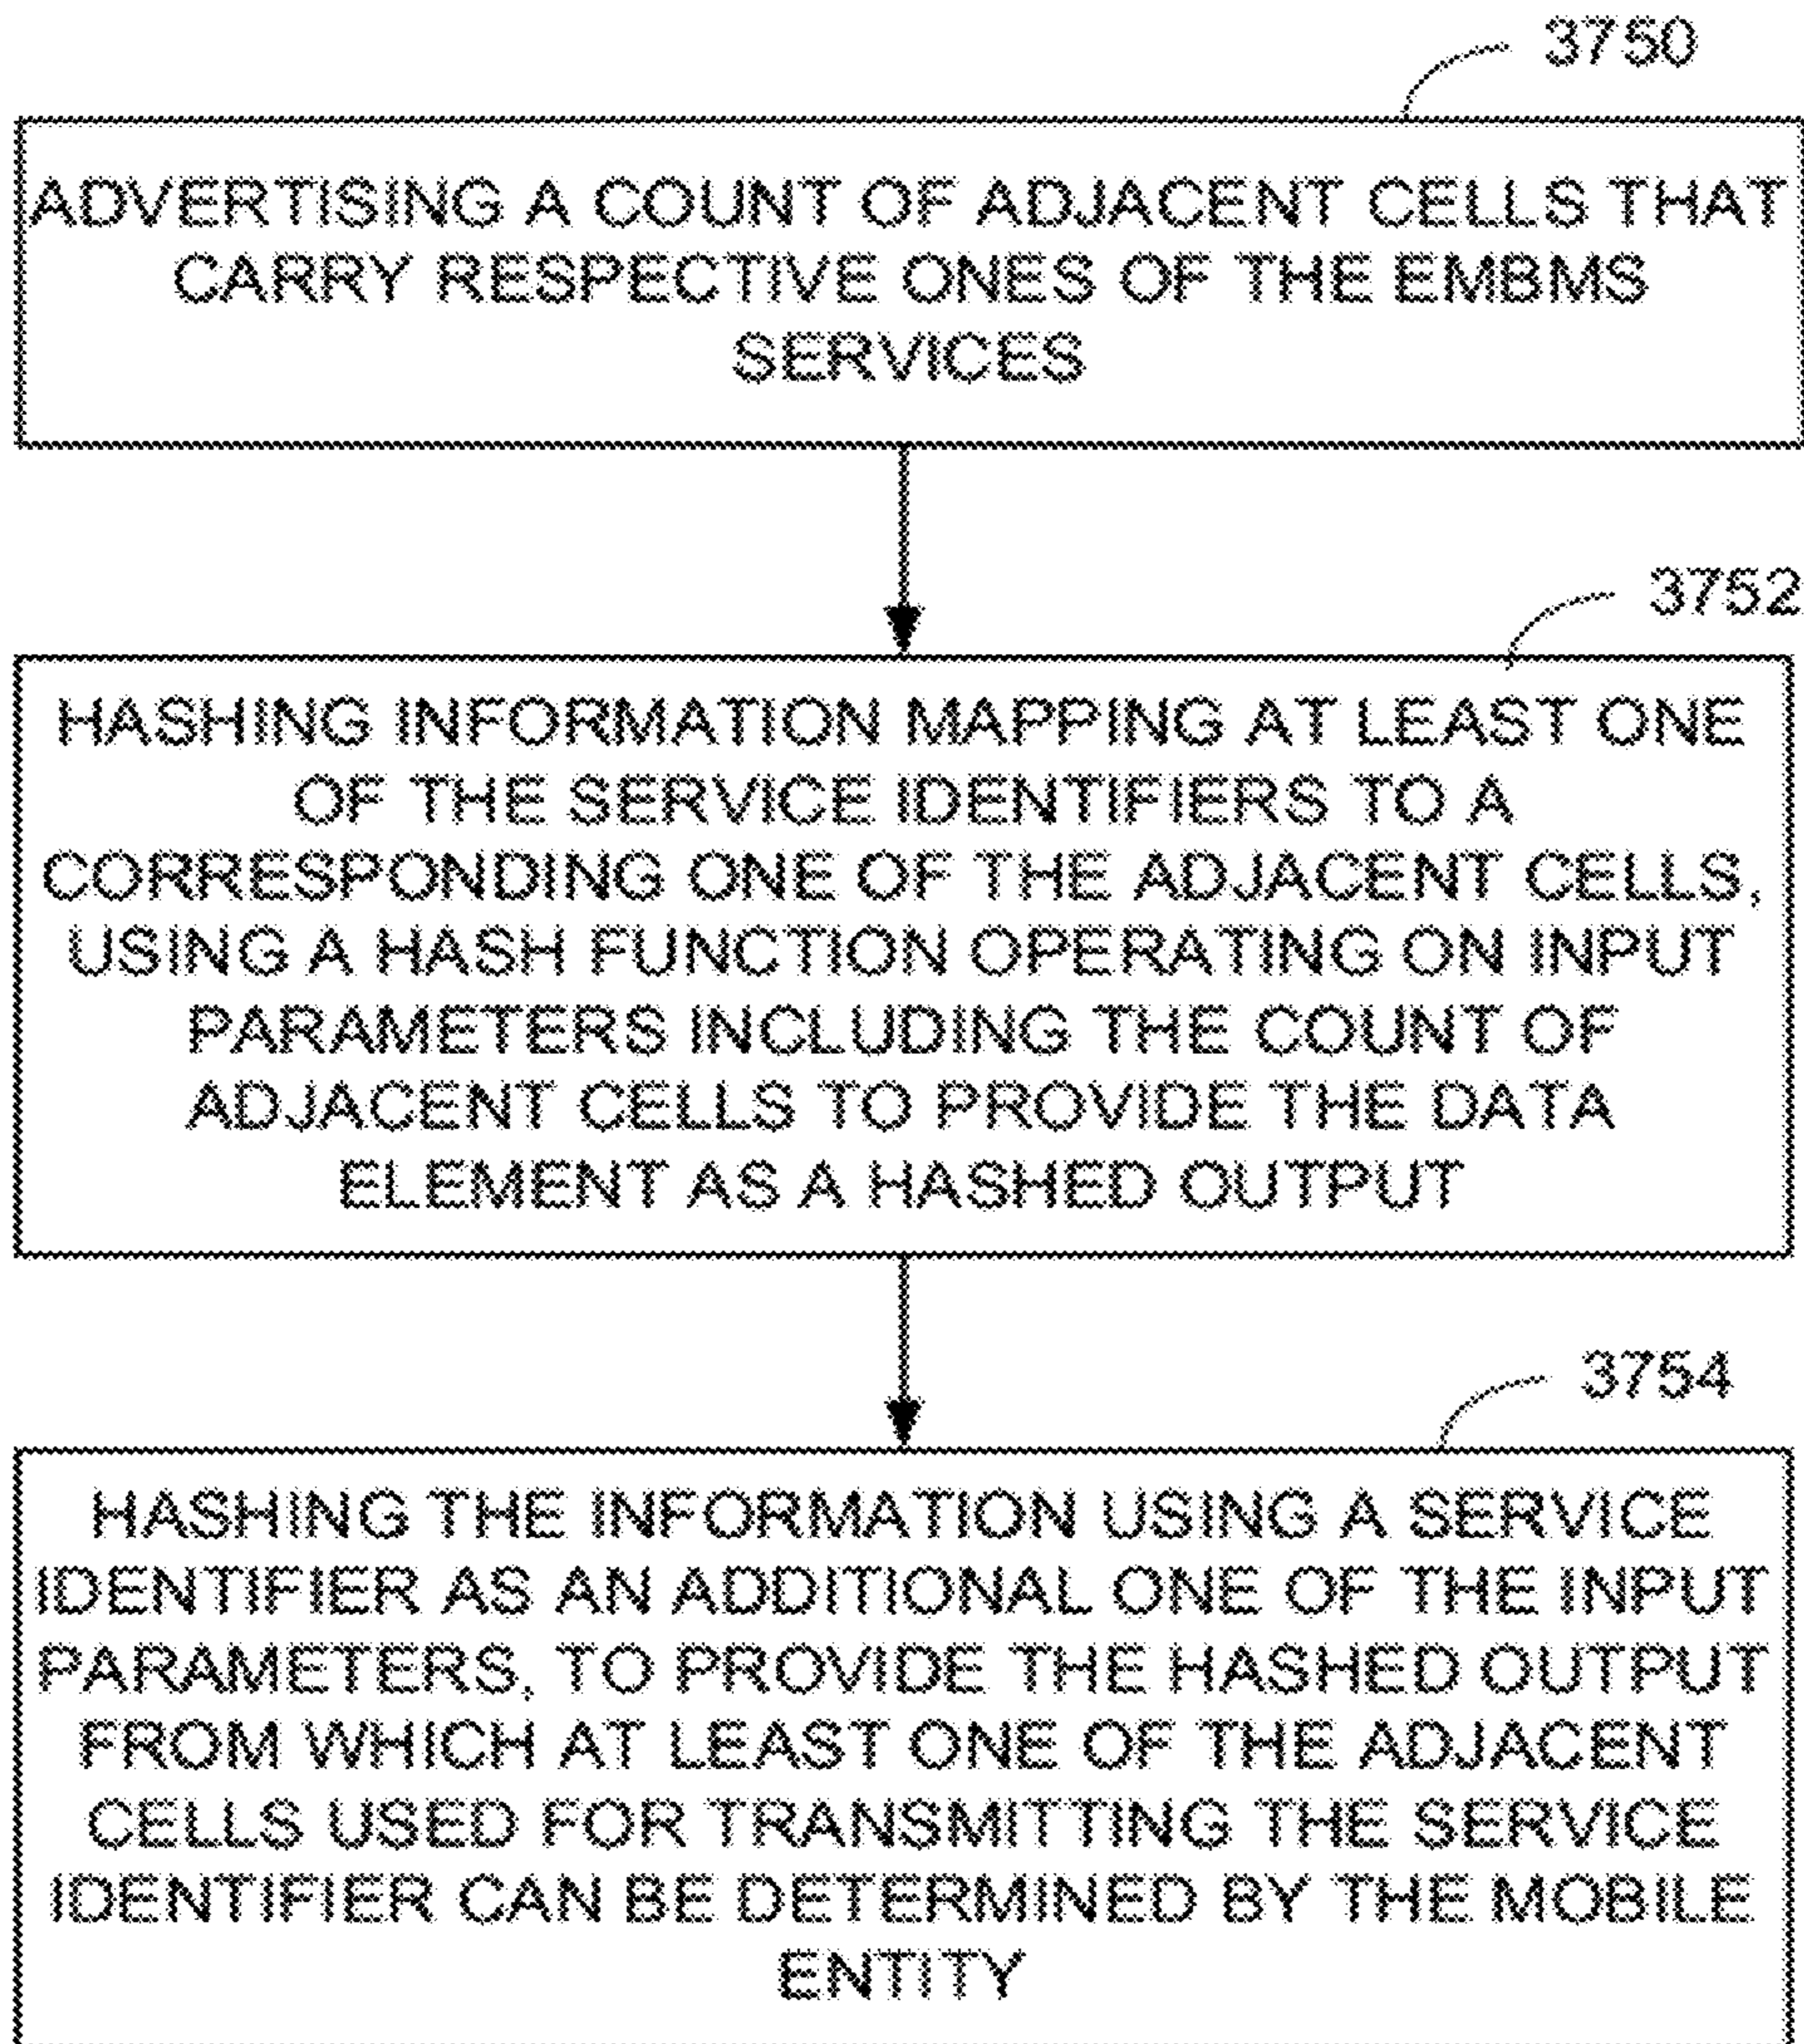 3750
ADVERTISING A COUNT OF ADJACENT CELLS THAT
CARRY RESPECTIVE ONES OF THE EMBMS
SERVICES
3752
HASHING INFORMATION MAPPING AT LEAST ONE
OF THE SERVICE IDENTIFIERS TO A
CORRESPONDING ONE OF THE ADJACENT CELLS,
USING A HASH FUNCTION OPERATING ON INPUT
PARAMETERS INCLUDING THE COUNT OF
ADJACENT CELLS TO PROVIDE THE DATA
ELEMENT AS A HASHED OUTPUT
3754
HASHING THE INFORMATION USING A SERVICE
IDENTIFIER AS AN ADDITIONAL ONE OF THE INPUT
PARAMETERS, TO PROVIDE THE HASHED OUTPUT
FROM WHICH AT LEAST ONE OF THE ADJACENT
CELLS USED FOR TRANSMITTING THE SERVICE
IDENTIFIER CAN BE DETERMINED BY THE MOBILE
ENTITY